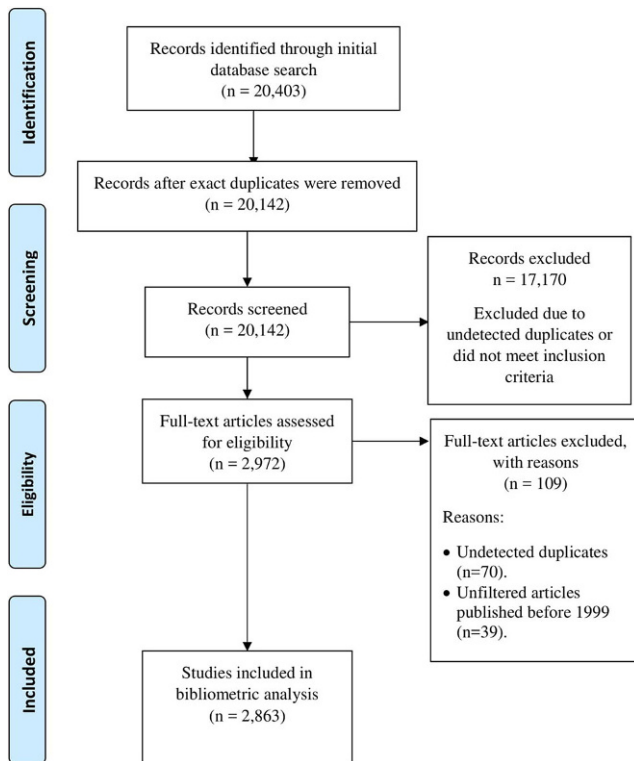 Identification
Records identified through initial
database search
(n = 20,403)
Records after exact duplicates were removed
(n = 20,142)
Screening
Records screened
(n = 20,142)
Records excluded
n = 17,170
Excluded due to
undetected duplicates or
did not meet inclusion
criteria
Eligibility
Full-text articles assessed
for eligibility
(n = 2,972)
Full-text articles excluded,
with reasons
(n = 109)
Reasons:
• Undetected duplicates
(n=70).
• Unfiltered articles
published before 1999
(n=39).
Included
Studies included in
bibliometric analysis
(n = 2,863)